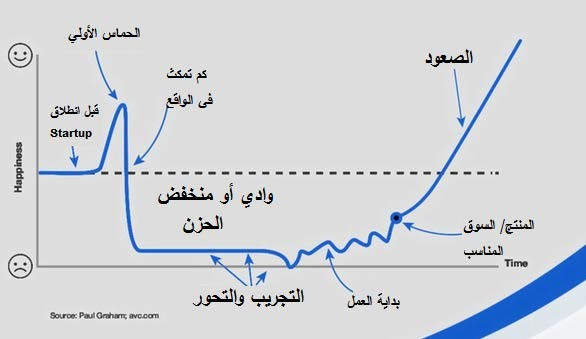 الحماس الأولي
كم تمكث
في الواقع
قبل انطلاق
Startup
الصعود
Happiness
وادي أو منخفض
الحزن
المنتج/ السوق
المناسب
Time
التجريب والتحور
بداية العمل
Source: Paul Graham; avc.com